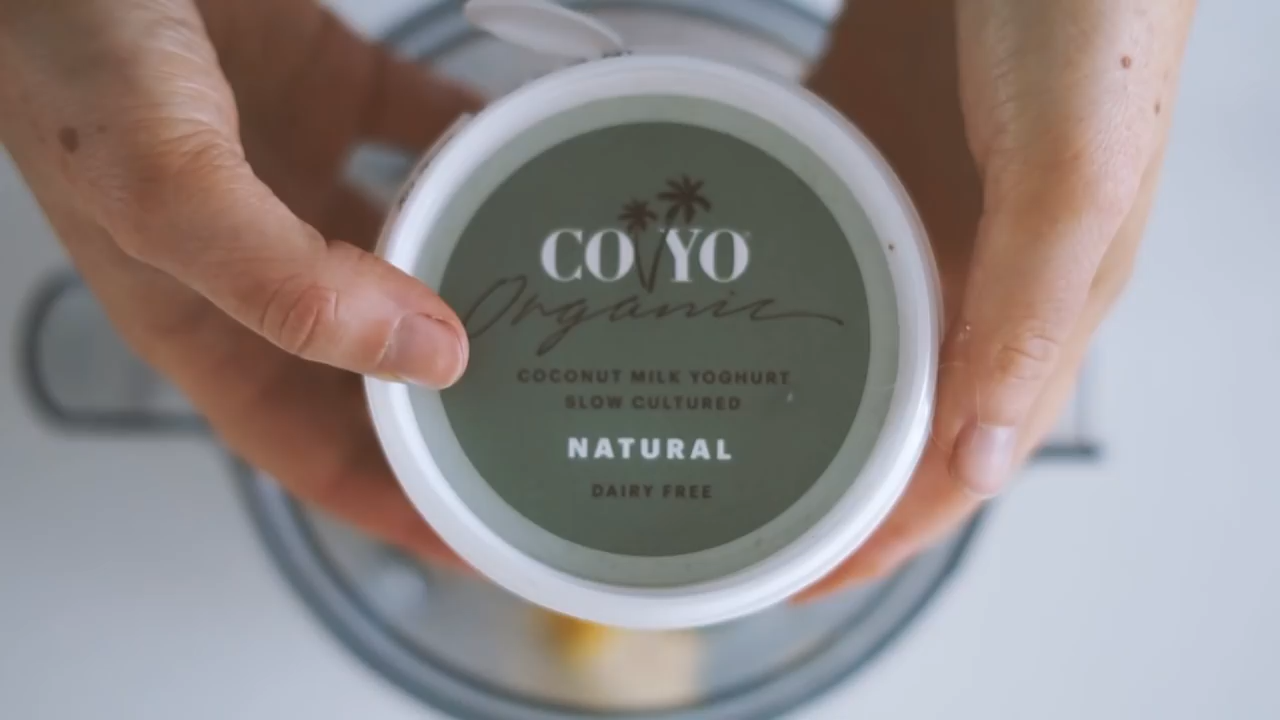 COYO
Organic
COCONUT MILK YOGHURT
SLOW CULTURED
NATURAL
DAIRY FREE